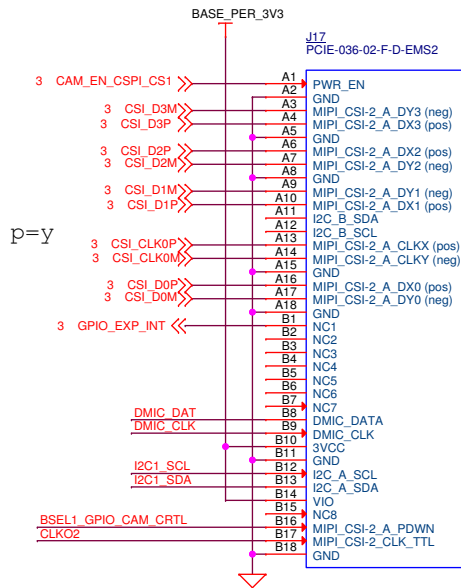 BASE_PER_3V3
J17
PCIE-036-02-F-D-EMS2
3 CAM_EN_CSPI_CS1 A1 PWR_EN
A2 GND
3 CSI_D3M A3 MIPI_CSI-2_A_DY3 (neg)
3 CSI_D3P A4 MIPI_CSI-2_A_DX3 (pos)
A5 GND
3 CSI_D2P A6 MIPI_CSI-2_A_DX2 (pos)
3 CSI_D2M A7 MIPI_CSI-2_A_DY2 (neg)
A8 GND
3 CSI_D1M A9 MIPI_CSI-2_A_DY1 (neg)
3 CSI_D1P A10 MIPI_CSI-2_A_DX1 (pos)
A11 I2C_B_SDA
p=y
A12 I2C_B_SCL
3 CSI_CLK0P A13 MIPI_CSI-2_A_CLKX (pos)
3 CSI_CLK0M A14 MIPI_CSI-2_A_CLKY (neg)
A15 GND
3 CSI_D0P A16 MIPI_CSI-2_A_DX0 (pos)
3 CSI_D0M A17 MIPI_CSI-2_A_DY0 (neg)
A18 GND
3 GPIO_EXP_INT B1 NC1
B2 NC2
B3 NC3
B4 NC4
B5 NC5
B6 NC6
B7 NC7
DMIC_DAT B8 DMIC_DATA
DMIC_CLK B9 DMIC_CLK
B10 3VCC
B11 GND
I2C1_SCL B12 I2C_A_SCL
I2C1_SDA B13 I2C_A_SDA
B14 VIO
B15 NC8
BSEL1_GPIO_CAM_CRTL B16 MIPI_CSI-2_A_PDWN
CLKO2 B17 MIPI_CSI-2_CLK_TTL
B18 GND